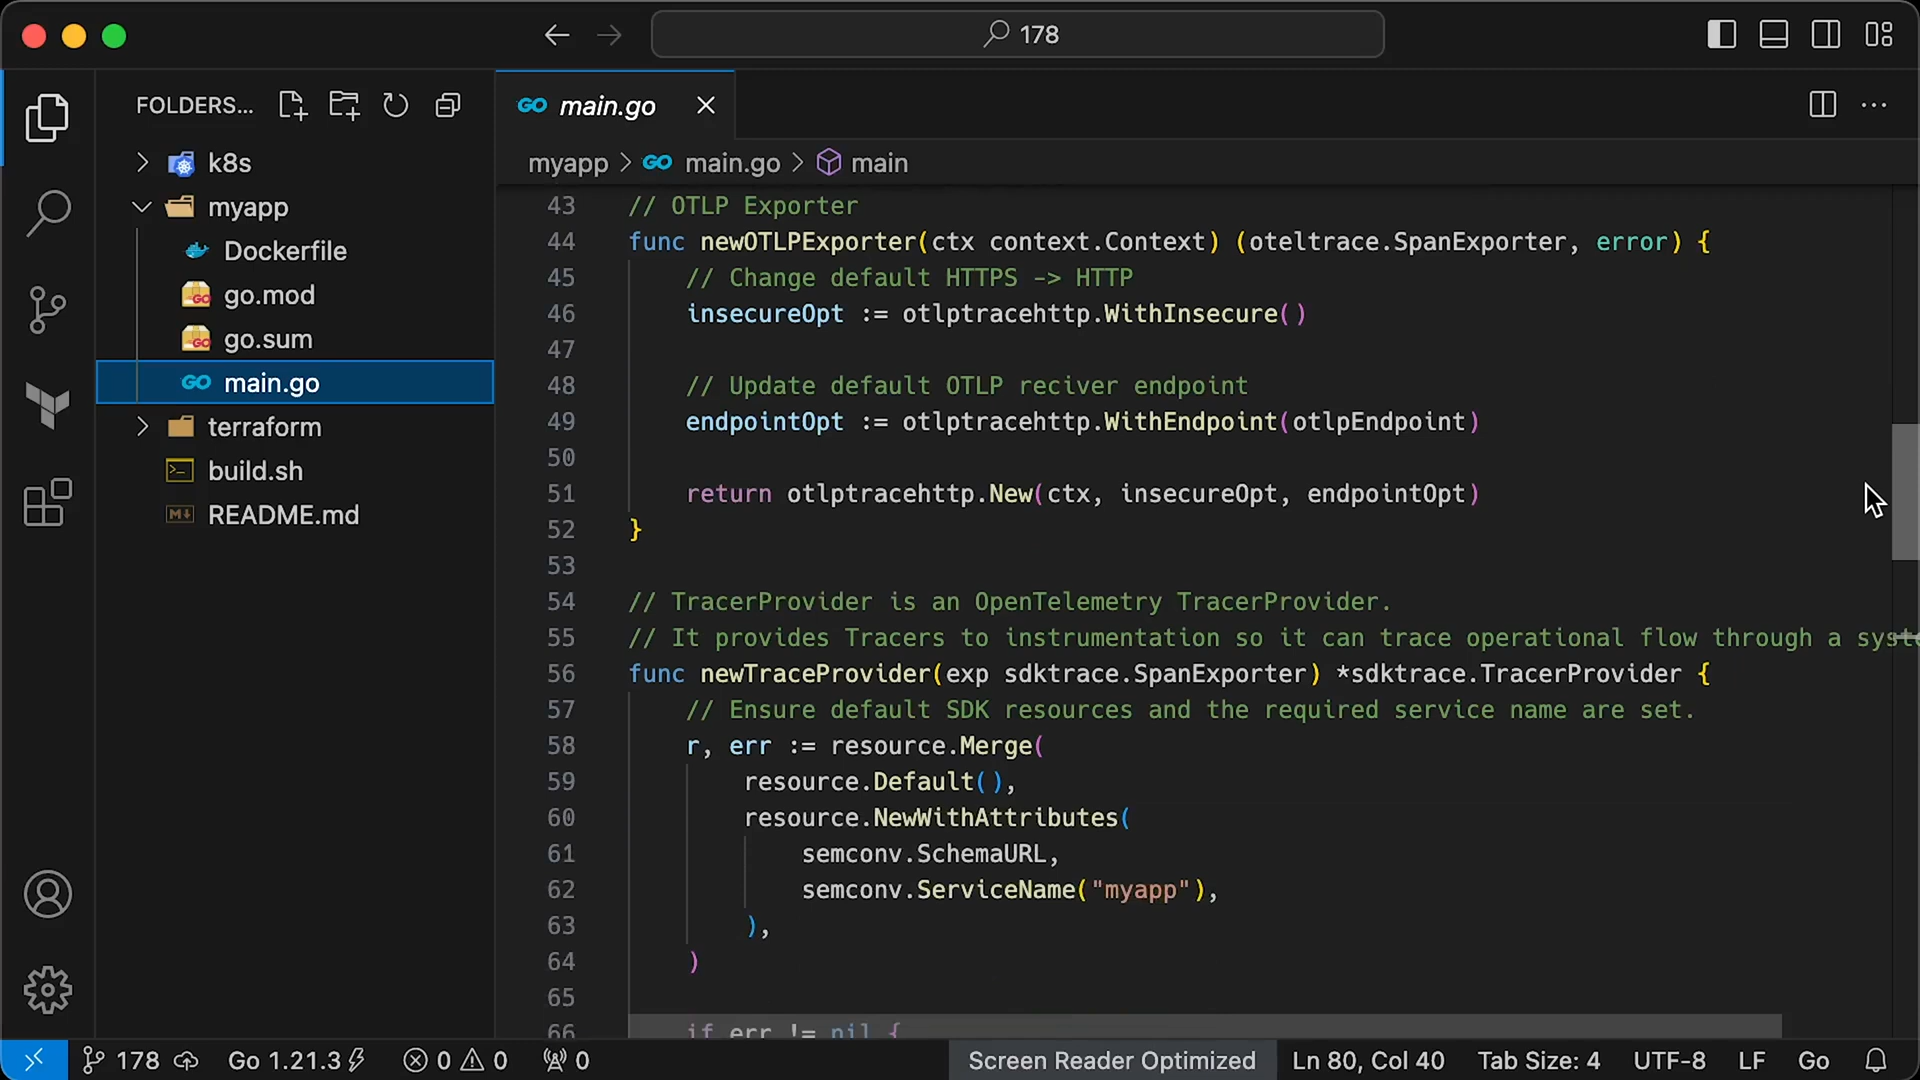 178
FOLDERS...
k8s
myapp
Dockerfile
go.mod
go.sum
main.go
terraform
build.sh
README.md
GO main.go
myapp > GO main.go > main
43 // OTLP Exporter
44 func newOTLPExporter(ctx context.Context) (oteltrace.SpanExporter, error) {
45 // Change default HTTPS -> HTTP
46 insecureOpt := otlptracehttp.WithInsecure()
47
48 // Update default OTLP reciver endpoint
49 endpointOpt := otlptracehttp.WithEndpoint(otlpEndpoint)
50
51 return otlptracehttp.New(ctx, insecureOpt, endpointOpt)
52 }
53
54 // TracerProvider is an OpenTelemetry TracerProvider.
55 // It provides Tracers to instrumentation so it can trace operational flow through a syste
56 func newTraceProvider(exp sdktrace.SpanExporter) *sdktrace.TracerProvider {
57 // Ensure default SDK resources and the required service name are set.
58 r, err := resource.Merge(
59 resource.Default(),
60 resource.NewWithAttributes(
61 semconv.SchemaURL,
62 semconv.ServiceName("myapp"),
63 ),
64 )
65
66 if err != nil {
178 Go 1.21.3 0 0 0 Screen Reader Optimized Ln 80, Col 40 Tab Size: 4 UTF-8 LF Go